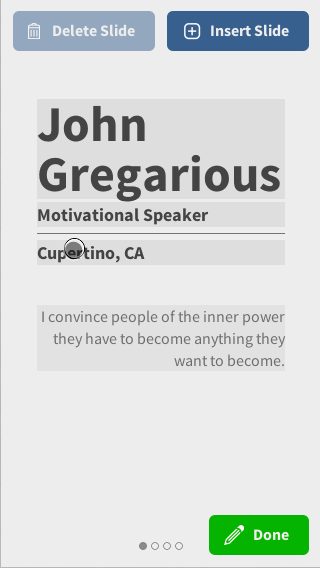 Delete Slide
Insert Slide
John
Gregarious
Motivational Speaker
Cupertino, CA
I convince people of the inner power
they have to become anything they
want to become.
Done